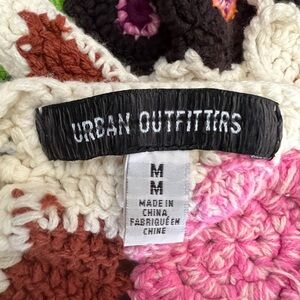 URBAN OUTFITTERS
M
M
MADE IN
CHINA
FABRIQUÉ EN
CHINE